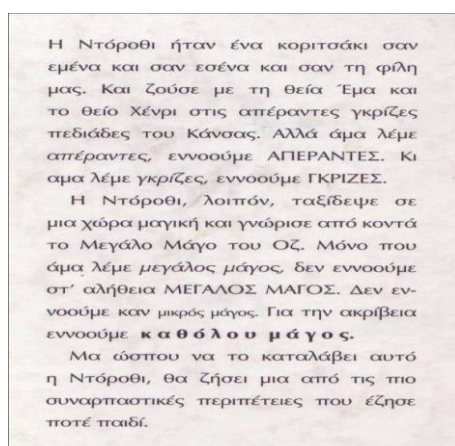 Η Ντόροθι ήταν ένα κοριτσάκι σαν
εμένα και σαν εσένα και σαν τη φίλη
μας. Και ζούσε με τη θεία Έμα και
το θείο Χένρι στις απέραντες γκρίζες
πεδιάδες του Κάνσας. Αλλά άμα λέμε
απέραντες, εννοούμε ΑΠΕΡΑΝΤΕΣ. Κι
αμα λέμε γκρίζες, εννοούμε ΓΚΡΙΖΕΣ.
Η Ντόροθι, λοιπόν, ταξίδεψε σε
μια χώρα μαγική και γνώρισε από κοντά
το Μεγάλο Μάγο του Οζ. Μόνο που
άμα λέμε μεγάλος μάγος, δεν εννοούμε
στ' αλήθεια ΜΕΓΑΛΟΣ ΜΑΓΟΣ. Δεν εν-
νοούμε καν μικρός μάγος. Για την ακρίβεια
εννοούμε καθόλου μάγος.
Μα ώσπου να το καταλάβει αυτό
η Ντόροθι, θα ζήσει μια από τις πιο
συναρπαστικές περιπέτειες που έζησε
ποτέ παιδί.